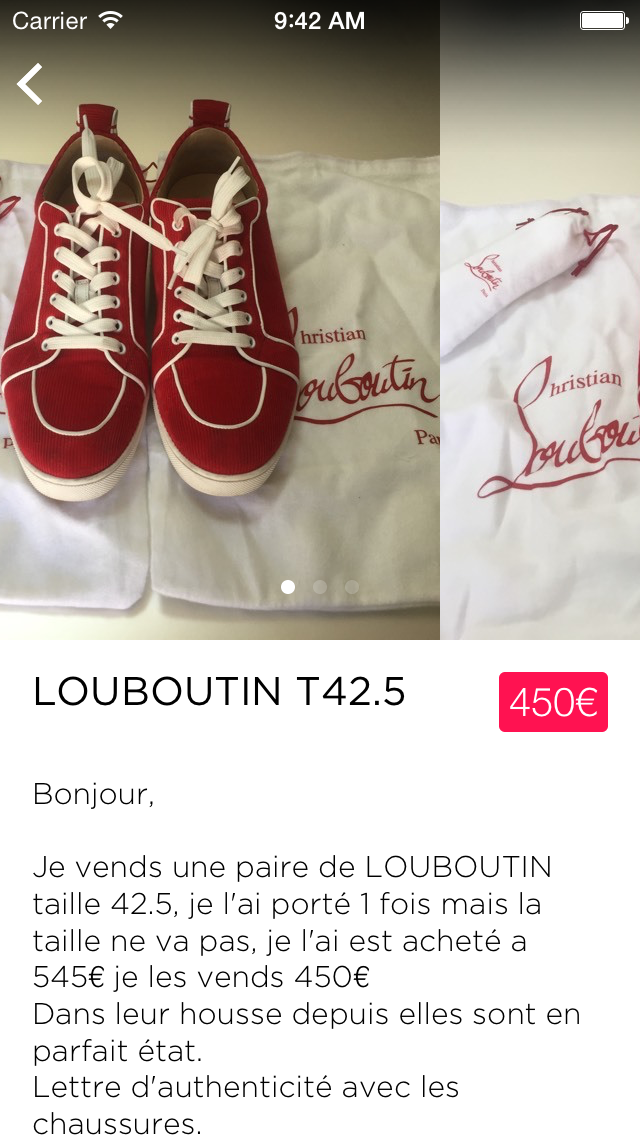 Carrier 9:42 AM
hristian
ouboutin
Pa
Louboutin
hristian
Loubou
LOUBOUTIN T42.5
450€
Bonjour,
Je vends une paire de LOUBOUTIN
taille 42.5, je l'ai porté 1 fois mais la
taille ne va pas, je l'ai est acheté a
545€ je les vends 450€
Dans leur housse depuis elles sont en
parfait état.
Lettre d'authenticité avec les
chaussures.